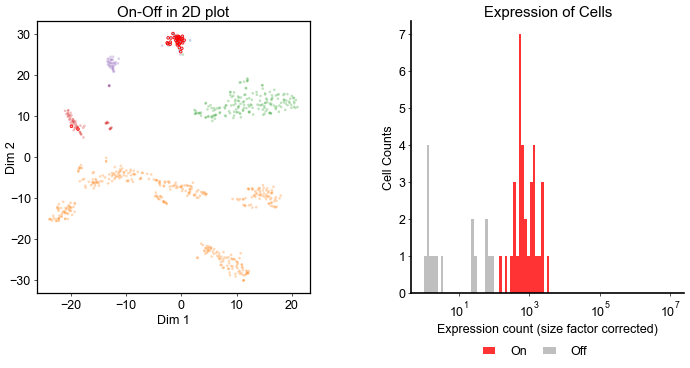 On-Off in 2D plot
30
20
10
0
−10
−20
−30
Dim 2
−20 −10 0 10 20
Dim 1
Expression of Cells
7
6
5
4
3
2
1
0
Cell Counts
10^1 10^3 10^5 10^7
Expression count (size factor corrected)
On Off